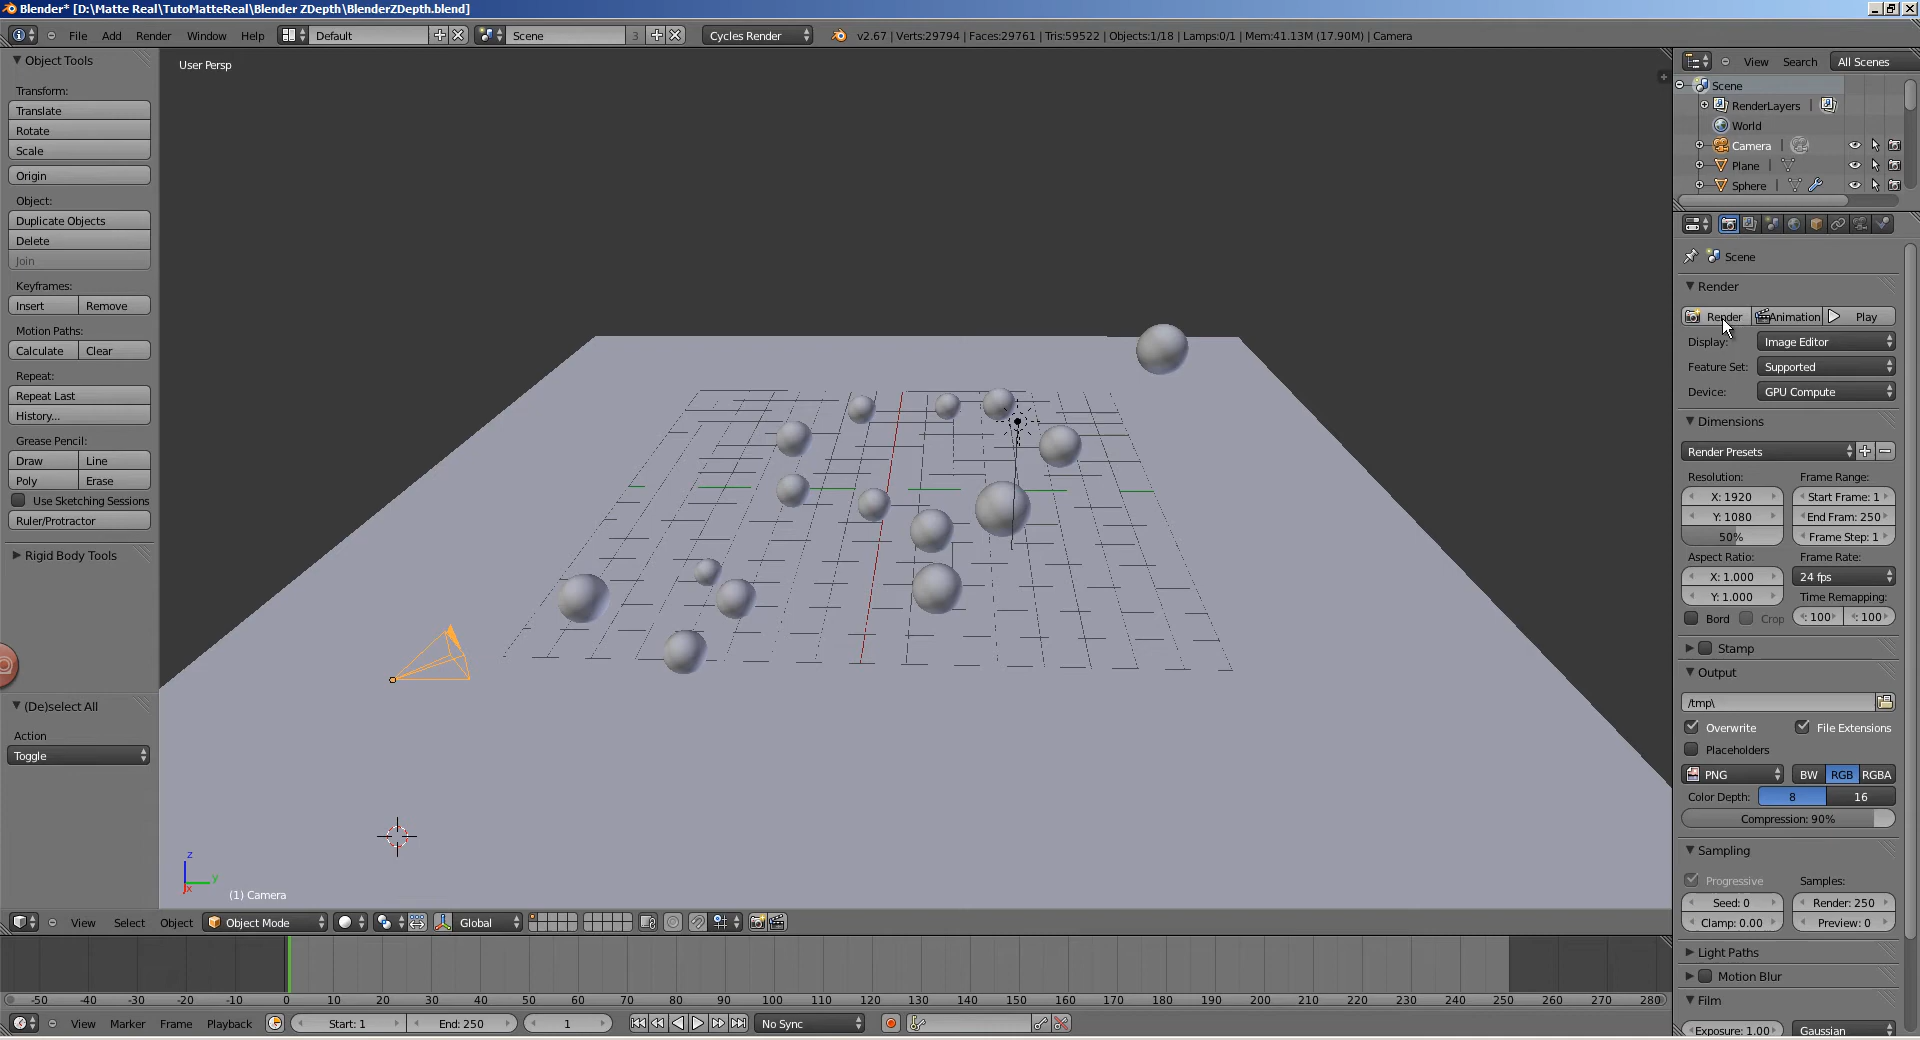 Blender* [D:\Matte Real\TutoMatteReal\Blender ZDepth\BlenderZDepth.blend]
File Add Render Window Help Default Scene 3 Cycles Render v2.67 | Verts:29794 | Faces:29761 | Tris:59522 | Objects:1/18 | Lamps:0/1 | Mem:41.13M (17.90M) | Camera
Object Tools
Transform:
Translate
Rotate
Scale
Origin
Object:
Duplicate Objects
Delete
Join
Keyframes:
Insert Remove
Motion Paths:
Calculate Clear
Repeat:
Repeat Last
History...
Grease Pencil:
Draw Line
Poly Erase
Use Sketching Sessions
Ruler/Protractor
Rigid Body Tools
(De)select All
Action
Toggle
User Persp
z
y
x
(1) Camera
View Select Object Object Mode Global
View Search All Scenes
Scene
RenderLayers |
World
Camera |
Plane |
Sphere |
Scene
Render
Render Animation Play
Display: Image Editor
Feature Set: Supported
Device: GPU Compute
Dimensions
Render Presets
Resolution: Frame Range:
X: 1920 Start Frame: 1
Y: 1080 End Fram: 250
50% Frame Step: 1
Aspect Ratio: Frame Rate:
X: 1.000 24 fps
Y: 1.000 Time Remapping:
Bord Crop : 100 : 100
Stamp
Output
/tmp\
Overwrite File Extensions
Placeholders
PNG BW RGB RGBA
Color Depth: 8 16
Compression: 90%
Sampling
Progressive Samples:
Seed: 0 Render: 250
Clamp: 0.00 Preview: 0
Light Paths
Motion Blur
Film
Exposure: 1.00 Gaussian
-50 -40 -30 -20 -10 0 10 20 30 40 50 60 70 80 90 100 110 120 130 140 150 160 170 180 190 200 210 220 230 240 250 260 270 280
View Marker Frame Playback Start: 1 End: 250 1 No Sync